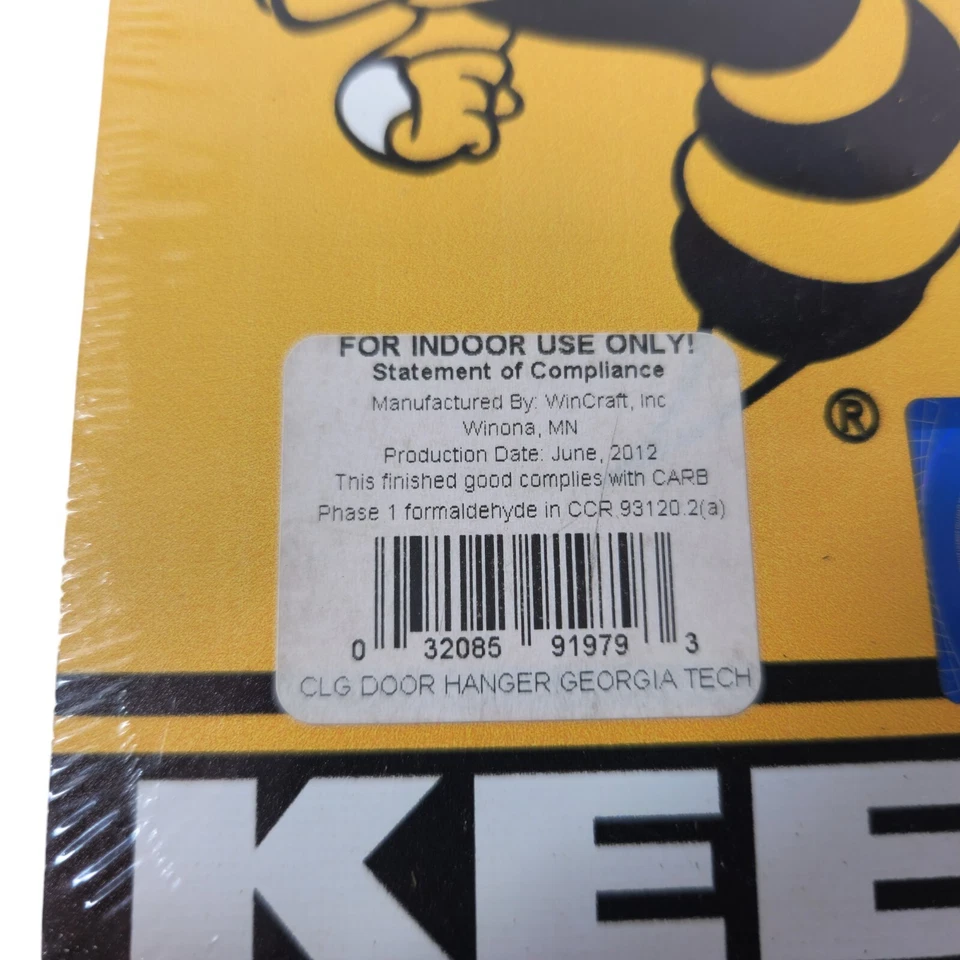 ®
FOR INDOOR USE ONLY!
Statement of Compliance
Manufactured By: WinCraft, Inc
Winona, MN
Production Date: June, 2012
This finished good complies with CARB
Phase 1 formaldehyde in CCR 93120.2(a)
0 32085 91979 3
CLG DOOR HANGER GEORGIA TECH
KEE